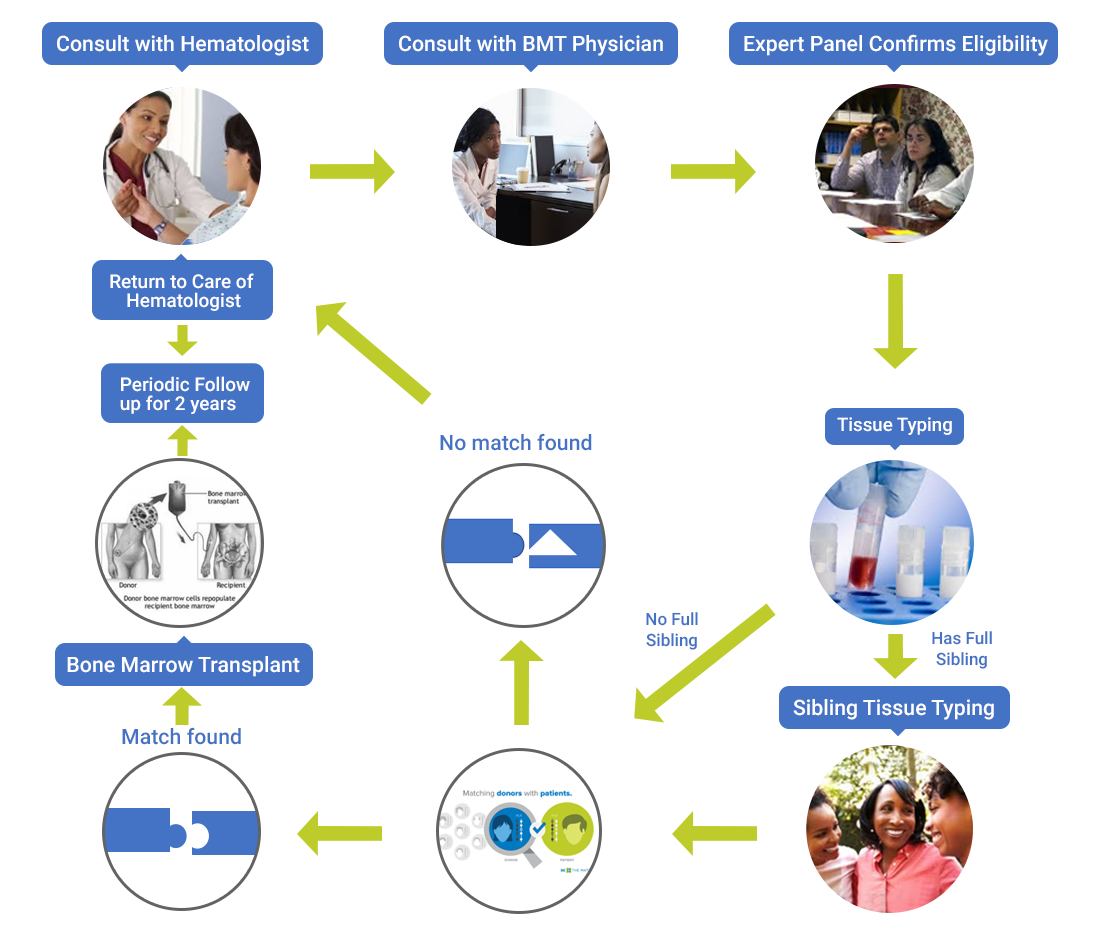 Consult with Hematologist
Consult with BMT Physician
Expert Panel Confirms Eligibility
Return to Care of
Hematologist
Periodic Follow
up for 2 years
Tissue Typing
No match found
Bone marrow
transplant
Donor
Recipient
Donor bone marrow cells repopulate
recipient bone marrow
No Full
Sibling
Has Full
Sibling
Bone Marrow Transplant
Sibling Tissue Typing
Match found
Matching donors with patients.
BE THE MAT